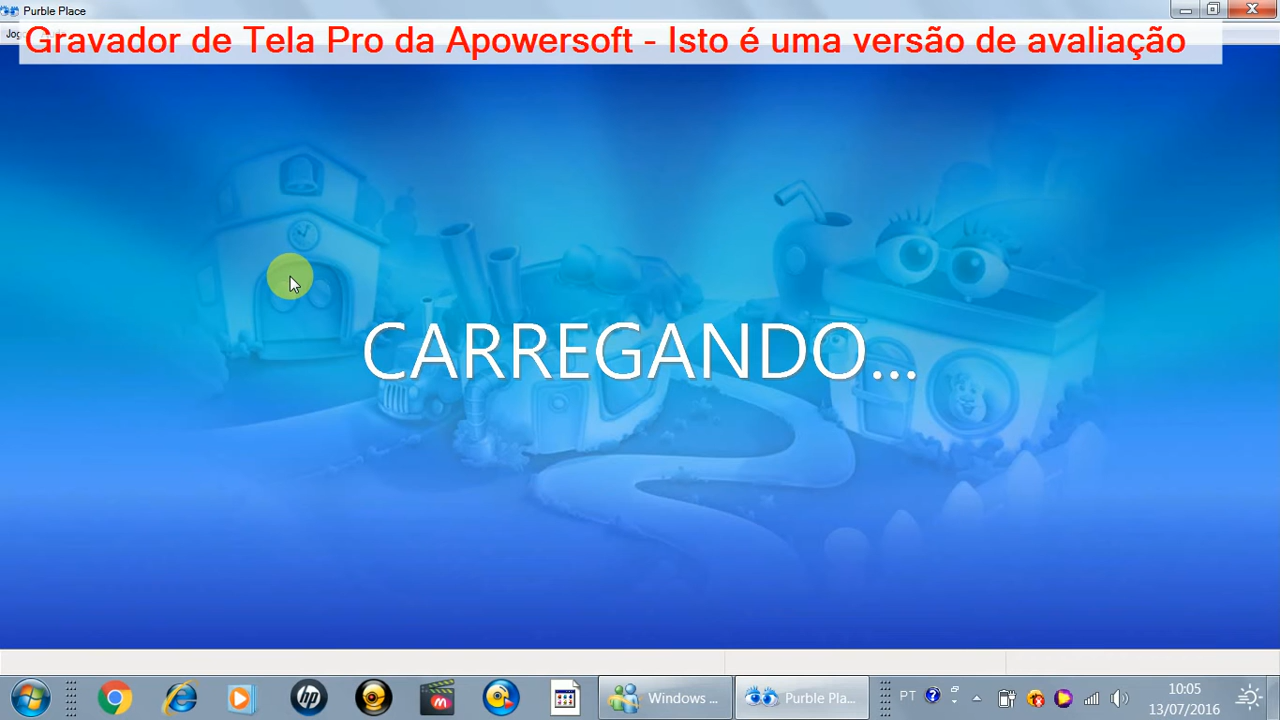 Purble Place
Gravador de Tela Pro da Apowersoft - Isto é uma versão de avaliação
CARREGANDO...
Windows ...
Purble Pla...
PT
10:05
13/07/2016
hp